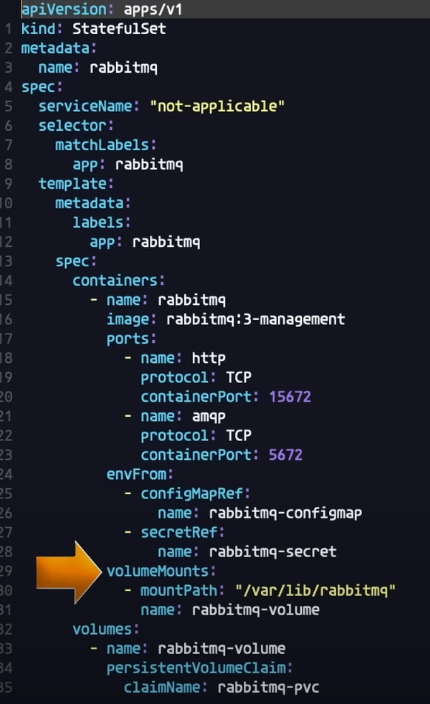 apiVersion: apps/v1
1 kind: StatefulSet
2 metadata:
3   name: rabbitmq
4 spec:
5   serviceName: "not-applicable"
6   selector:
7     matchLabels:
8       app: rabbitmq
9   template:
10     metadata:
11       labels:
12         app: rabbitmq
13     spec:
14       containers:
15         - name: rabbitmq
16           image: rabbitmq:3-management
17           ports:
18             - name: http
19               protocol: TCP
20               containerPort: 15672
21             - name: amqp
22               protocol: TCP
23               containerPort: 5672
24           envFrom:
25             - configMapRef:
26                 name: rabbitmq-configmap
27             - secretRef:
28                 name: rabbitmq-secret
29           volumeMounts:
30             - mountPath: "/var/lib/rabbitmq"
31               name: rabbitmq-volume
32       volumes:
33         - name: rabbitmq-volume
34           persistentVolumeClaim:
35             claimName: rabbitmq-pvc